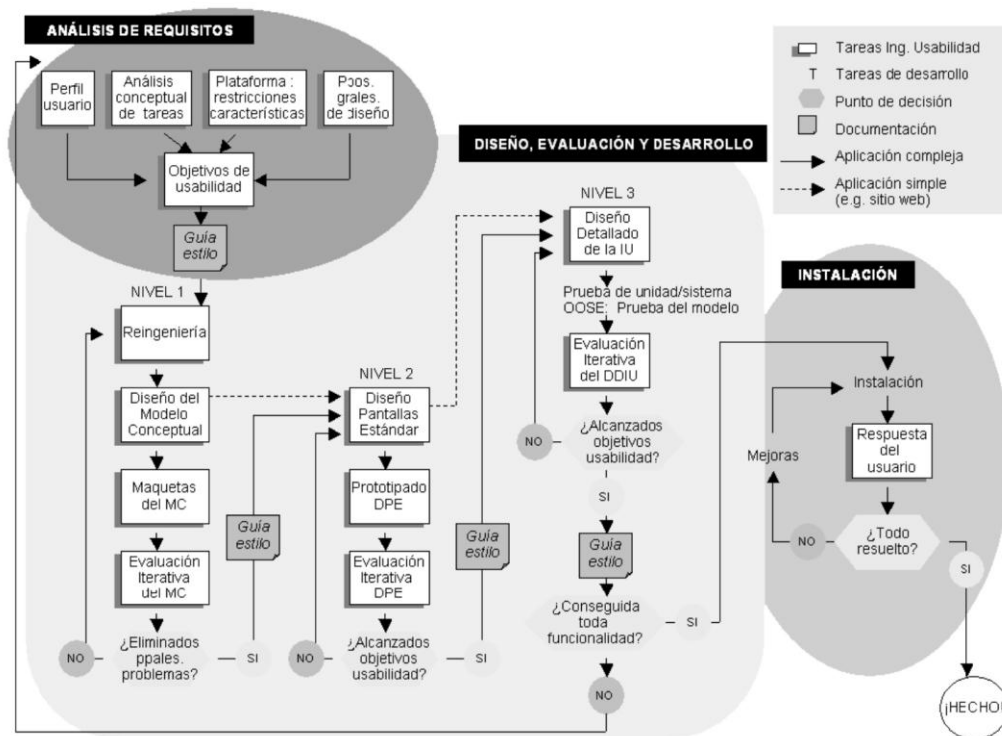 ANÁLISIS DE REQUISITOS
Perfil
usuario
Análisis
conceptual
de tareas
Plataforma :
restricciones
características
Ppos.
grales.
de diseño
Objetivos de
usabilidad
Guía
estilo
Tareas Ing. Usabilidad
T Tareas de desarrollo
Punto de decisión
Documentación
Aplicación compleja
Aplicación simple
(e.g. sitio web)
DISEÑO, EVALUACIÓN Y DESARROLLO
NIVEL 1
Reingeniería
Diseño del
Modelo
Conceptual
Maquetas
del MC
Evaluación
Iterativa
del MC
¿Eliminados
ppales.
problemas?
NO
SI
Guía
estilo
NIVEL 2
Diseño
Pantallas
Estándar
Prototipado
DPE
Evaluación
Iterativa
DPE
¿Alcanzados
objetivos
usabilidad?
NO
SI
Guía
estilo
NIVEL 3
Diseño
Detallado
de la IU
Prueba de unidad/sistema
OOSE: Prueba del modelo
Evaluación
Iterativa
del DDIU
¿Alcanzados
objetivos
usabilidad?
NO
SI
Guía
estilo
¿Conseguida
toda
funcionalidad?
SI
NO
INSTALACIÓN
Instalación
Respuesta
del
usuario
Mejoras
¿Todo
resuelto?
NO
SI
¡HECHO!